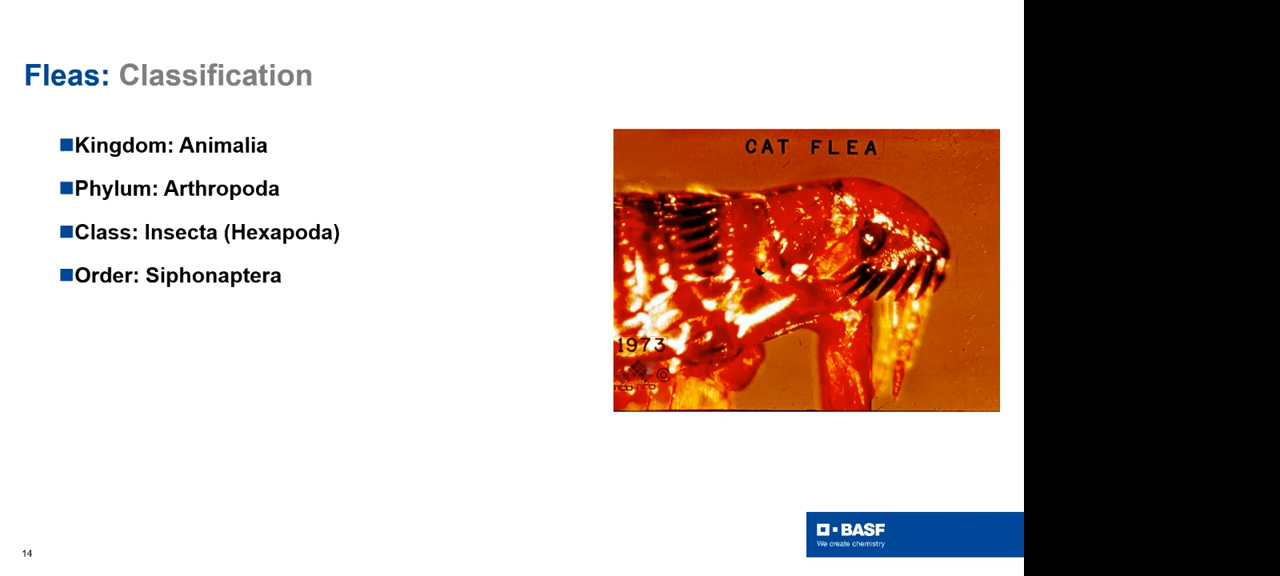 Fleas: Classification
Kingdom: Animalia
Phylum: Arthropoda
Class: Insecta (Hexapoda)
Order: Siphonaptera
CAT FLEA
1973
©
14
BASF
We create chemistry